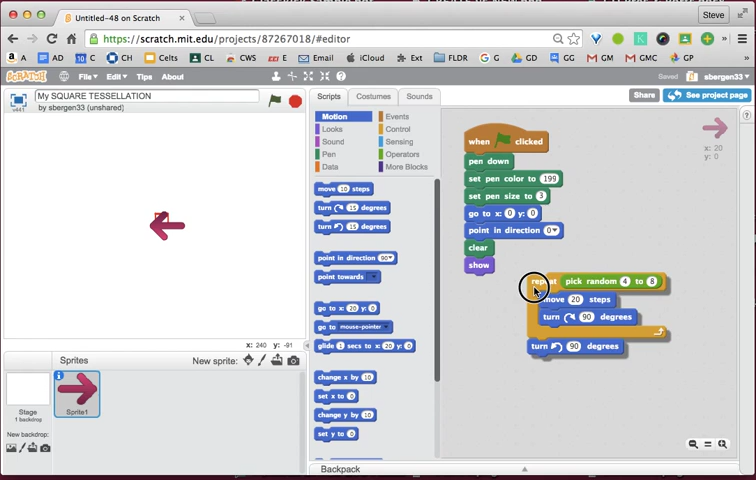 Untitled-48 on Scratch
Steve
https://scratch.mit.edu/projects/87267018/#editor
A AD CL CWS E Email iCloud Ext FLDR G GD GM GMC GP
SCRATCH File Edit Tips About Saved sbergen33
My SQUARE TESSELLATION
by sbergen33 (unshared)
v441
Scripts Costumes Sounds
Share See project page
Motion Events
Looks Control
Sound Sensing
Pen Operators
Data More Blocks
move 10 steps
turn 15 degrees
turn 15 degrees
point in direction 90
point towards
go to x: 20 y: 0
go to mouse-pointer
glide 1 secs to x: 20 y: 0
change x by 10
set x to 0
change y by 10
set y to 0
when clicked
pen down
set pen color to 199
set pen size to 3
go to x: 0 y: 0
point in direction 0
clear
show
repeat pick random 4 to 8
move 20 steps
turn 90 degrees
turn 90 degrees
x: 20
y: 0
x: 240 y: -91
Sprites New sprite:
Stage
1 backdrop
New backdrop:
Sprite1
Backpack